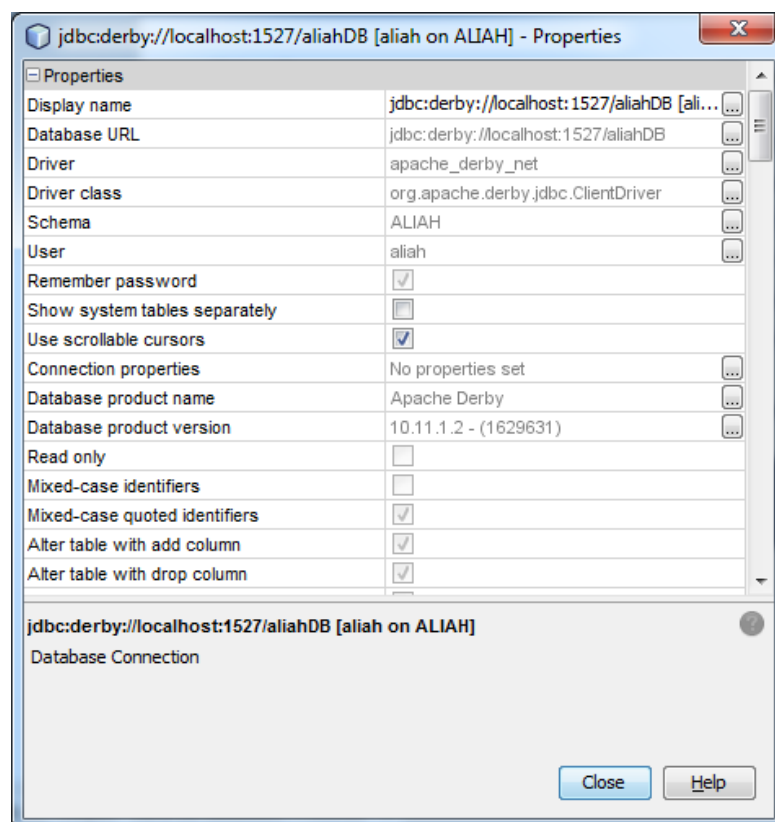 jdbc:derby://localhost:1527/aliahDB [aliah on ALIAH] - Properties
Properties
Display name jdbc:derby://localhost:1527/aliahDB [ali... ...
Database URL jdbc:derby://localhost:1527/aliahDB ...
Driver apache_derby_net ...
Driver class org.apache.derby.jdbc.ClientDriver ...
Schema ALIAH ...
User aliah ...
Remember password
Show system tables separately
Use scrollable cursors
Connection properties No properties set ...
Database product name Apache Derby ...
Database product version 10.11.1.2 - (1629631) ...
Read only
Mixed-case identifiers
Mixed-case quoted identifiers
Alter table with add column
Alter table with drop column
jdbc:derby://localhost:1527/aliahDB [aliah on ALIAH]
?
Database Connection
Close Help